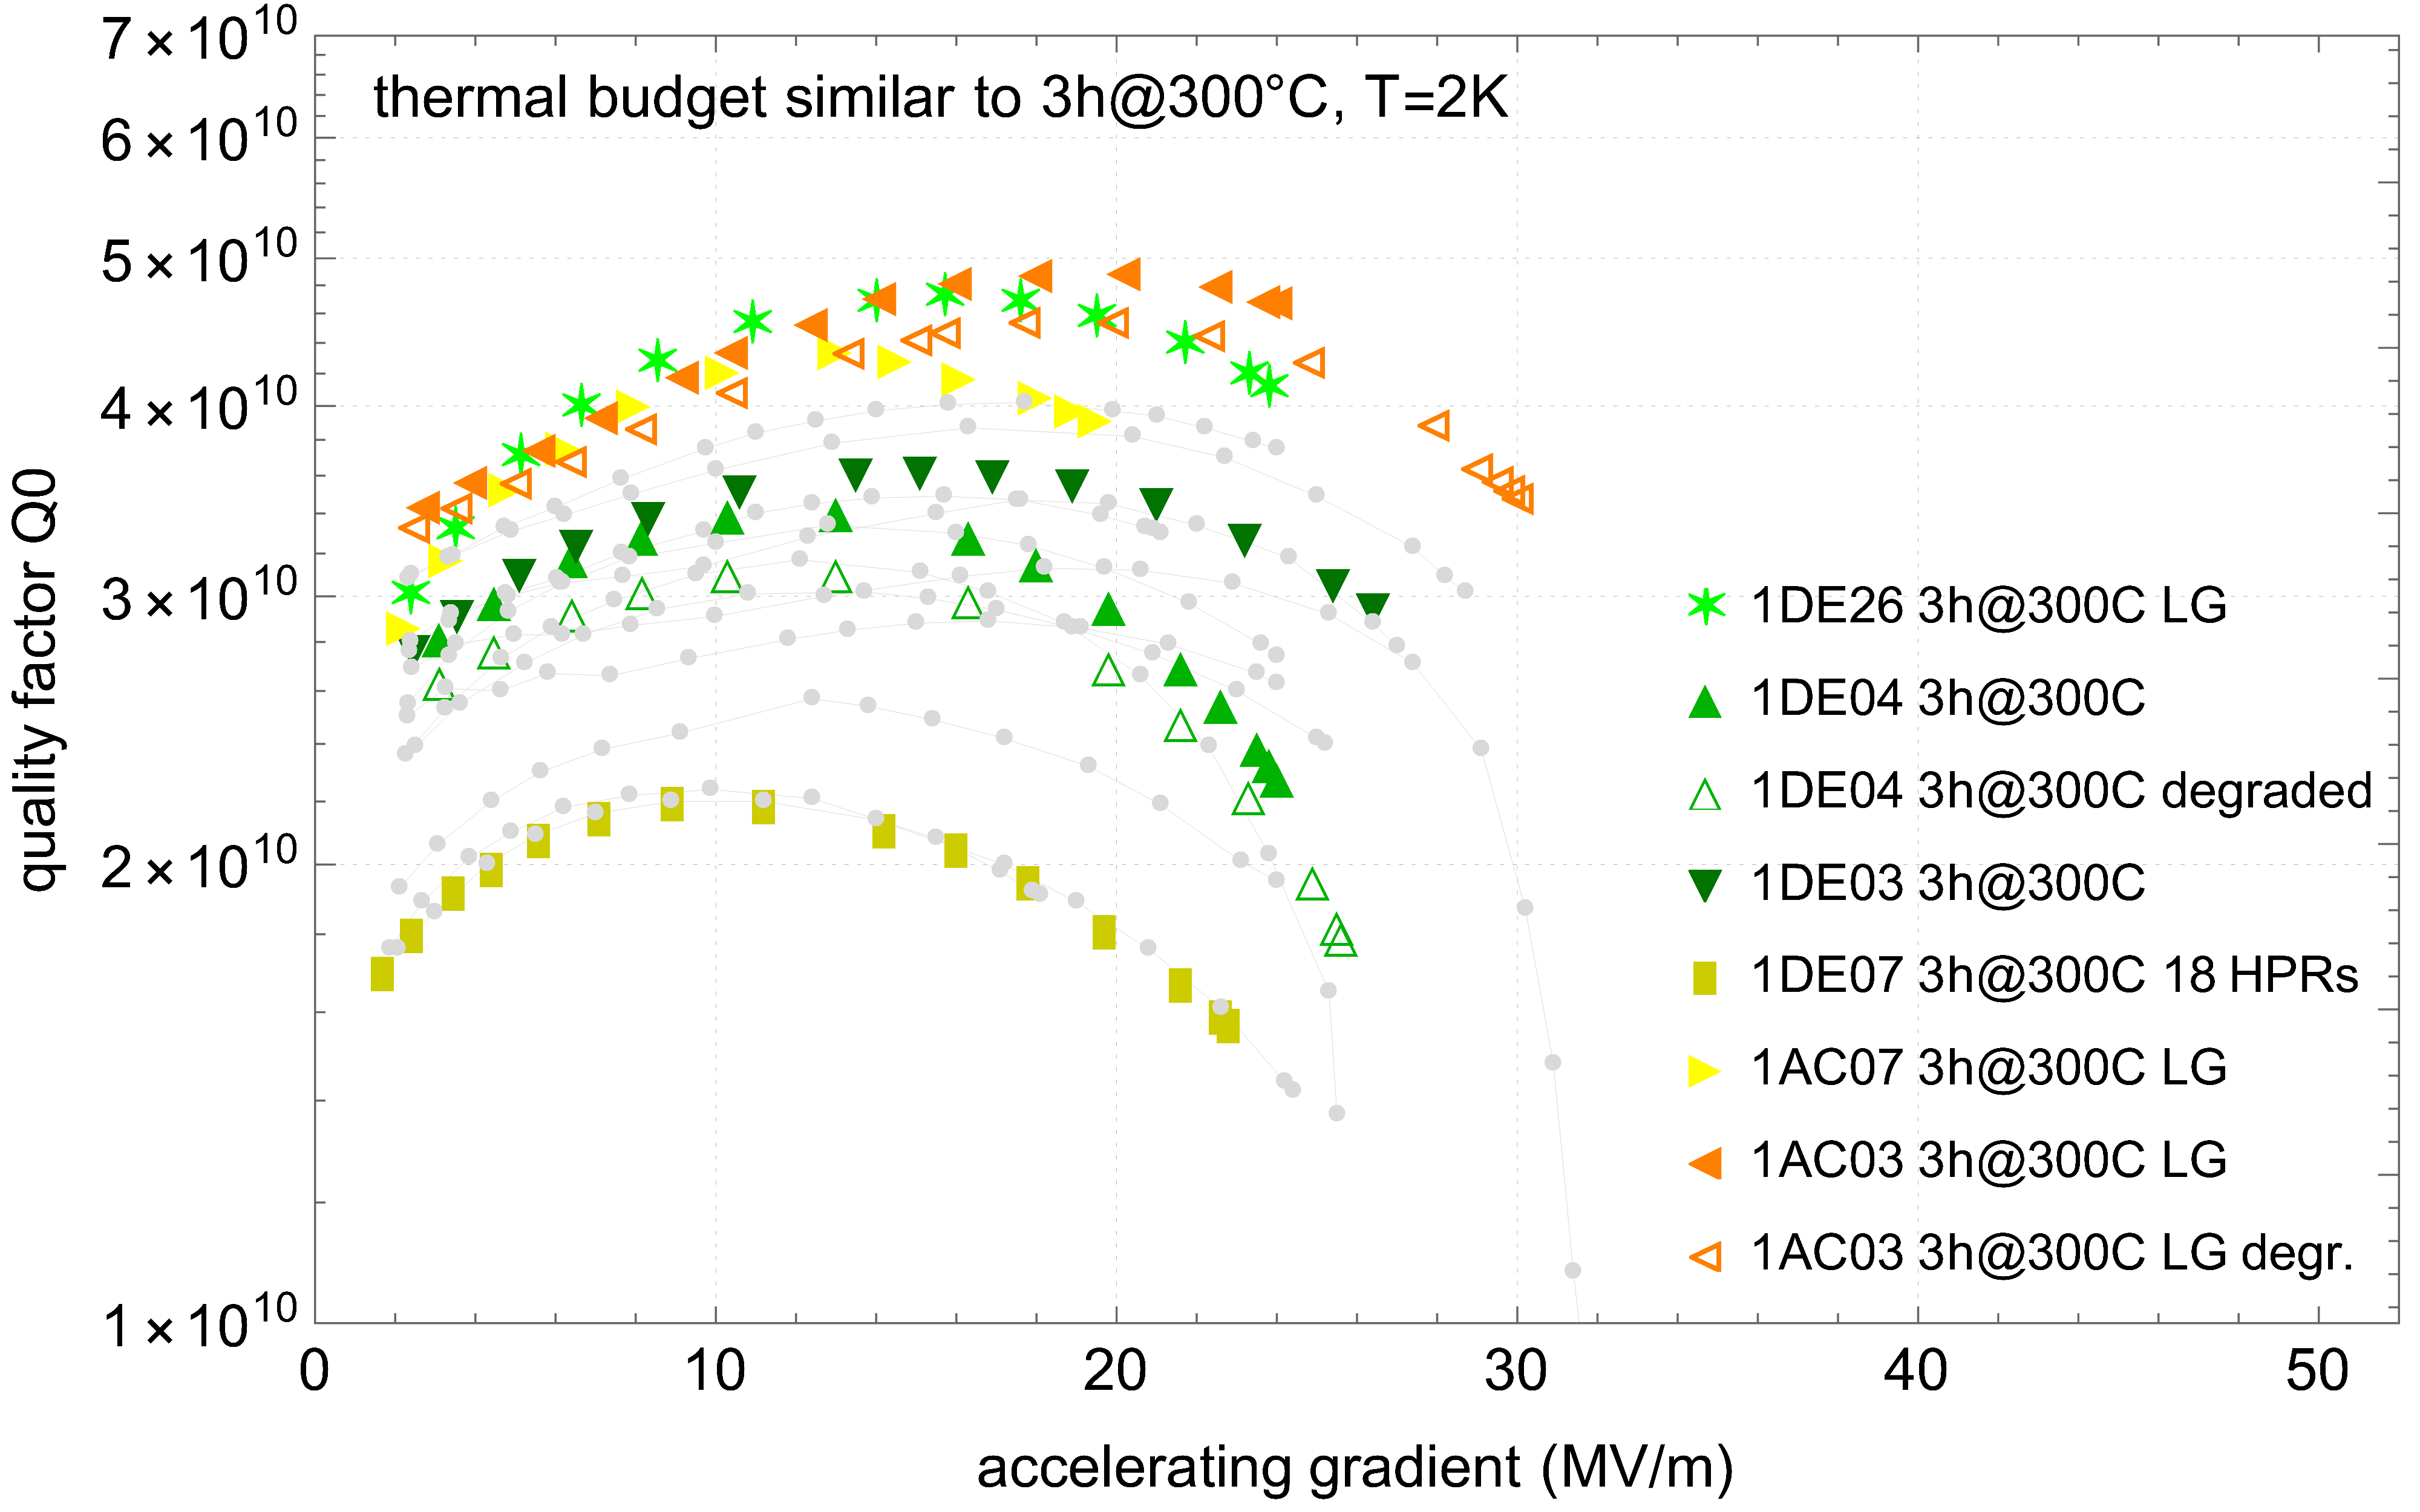 thermal budget similar to 3h@300°C, T=2K
7×10^10
6×10^10
5×10^10
4×10^10
3×10^10
2×10^10
1×10^10
quality factor Q0
1DE26 3h@300C LG
1DE04 3h@300C
1DE04 3h@300C degraded
1DE03 3h@300C
1DE07 3h@300C 18 HPRs
1AC07 3h@300C LG
1AC03 3h@300C LG
1AC03 3h@300C LG degr.
0 10 20 30 40 50
accelerating gradient (MV/m)